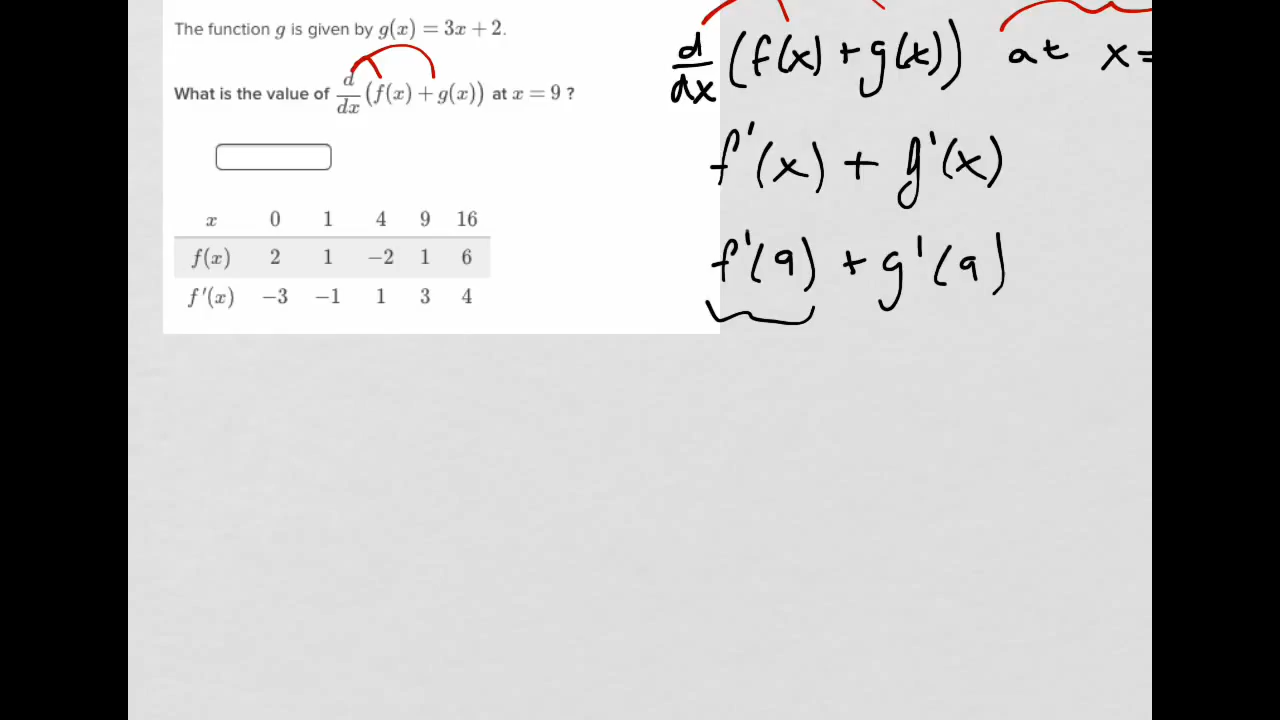 The function g is given by g(x) = 3x + 2.
What is the value of d/dx (f(x) + g(x)) at x = 9 ?
x 0 1 4 9 16
f(x) 2 1 −2 1 6
f′(x) −3 −1 1 3 4
d/dx (f(x) + g(x)) at x=
f'(x) + g'(x)
f'(9) + g'(9)